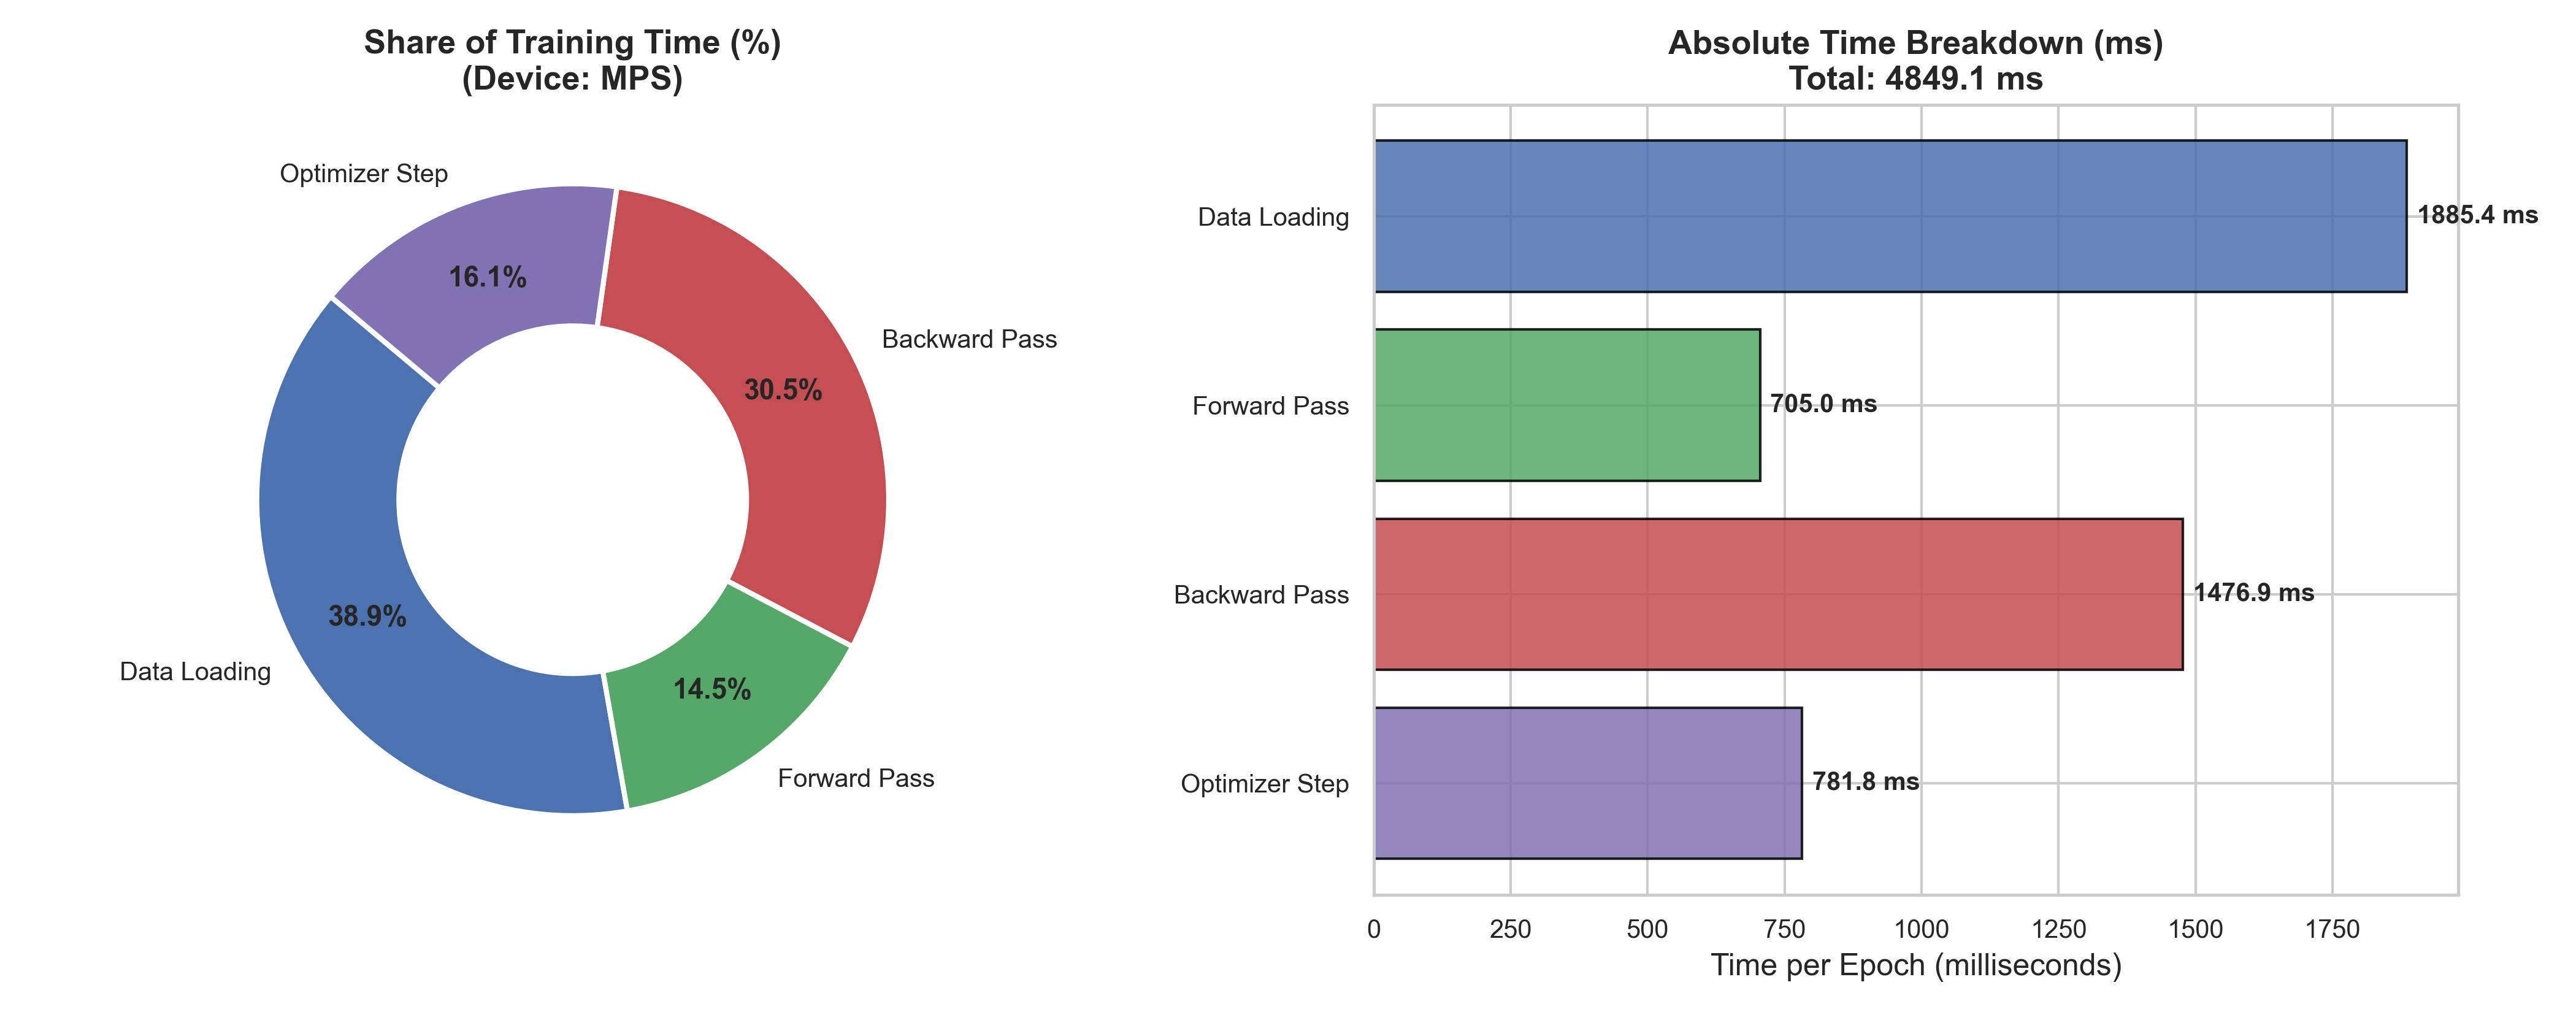 Share of Training Time (%)
(Device: MPS)
Optimizer Step
16.1%
Backward Pass
30.5%
38.9%
Data Loading
14.5%
Forward Pass
Absolute Time Breakdown (ms)
Total: 4849.1 ms
Data Loading
1885.4 ms
Forward Pass
705.0 ms
Backward Pass
1476.9 ms
Optimizer Step
781.8 ms
0 250 500 750 1000 1250 1500 1750
Time per Epoch (milliseconds)